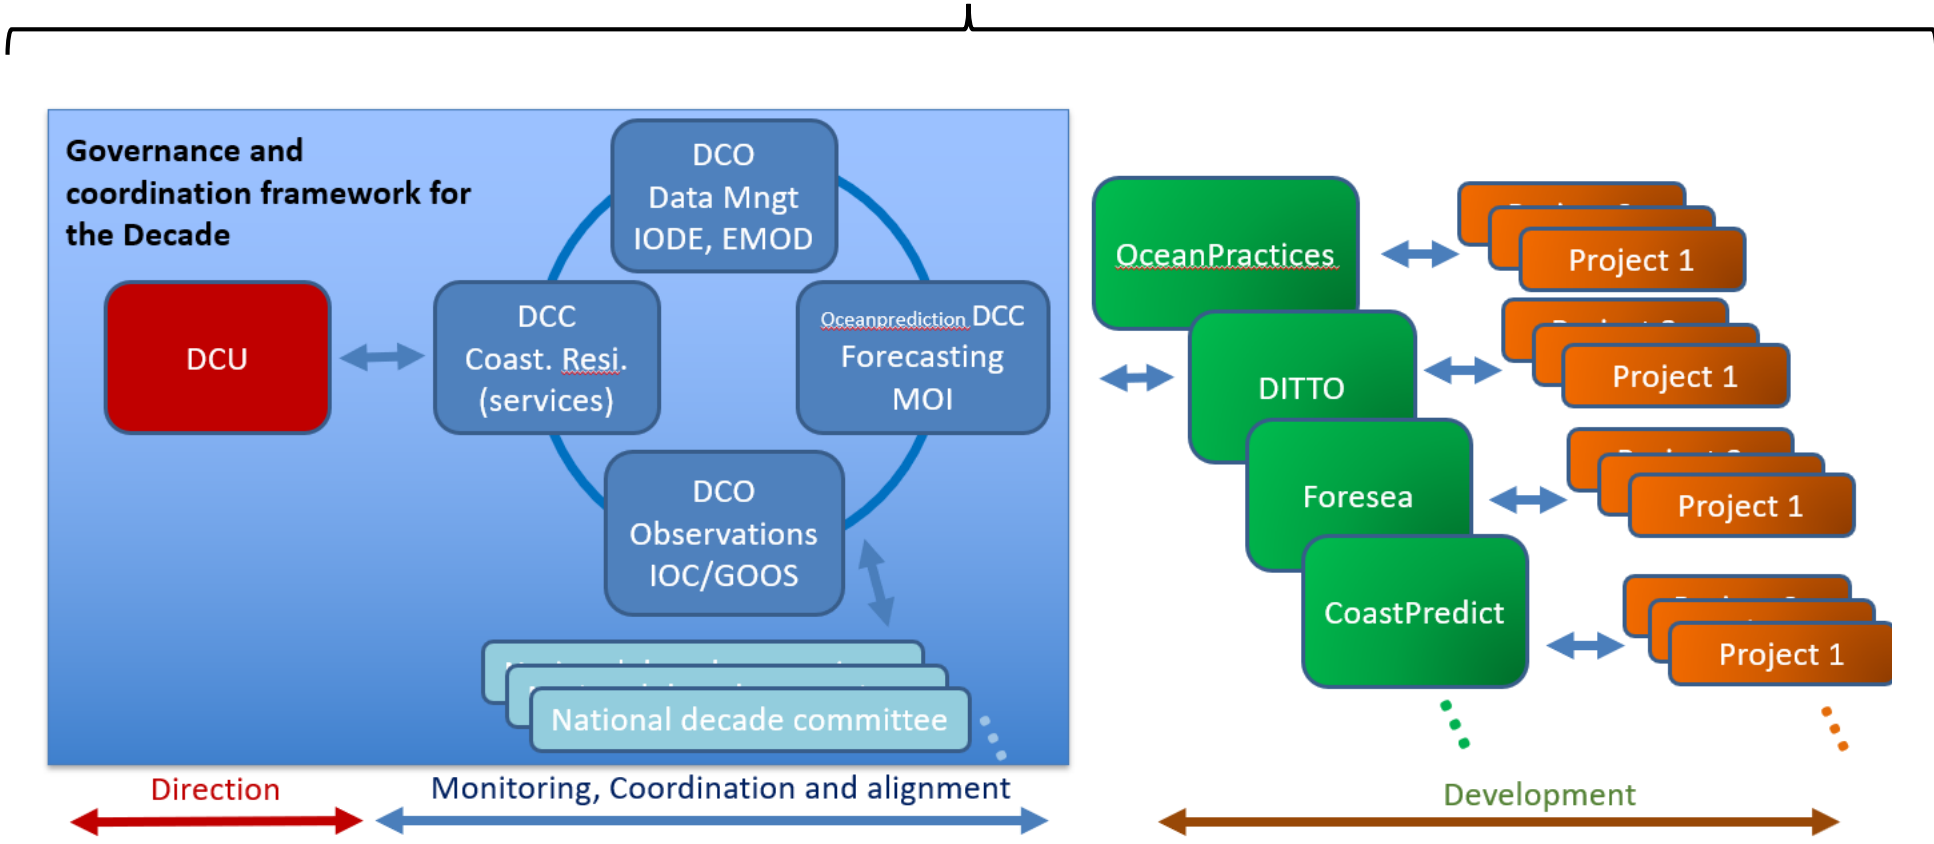 Governance and
coordination framework for
the Decade
DCO
Data Mngt
IODE, EMOD
DCU
DCC
Coast. Resi.
(services)
Oceanprediction DCC
Forecasting
MOI
DCO
Observations
IOC/GOOS
National decade committee
OceanPractices
Project 1
DITTO
Project 1
Foresea
Project 1
CoastPredict
Project 1
Direction
Monitoring, Coordination and alignment
Development